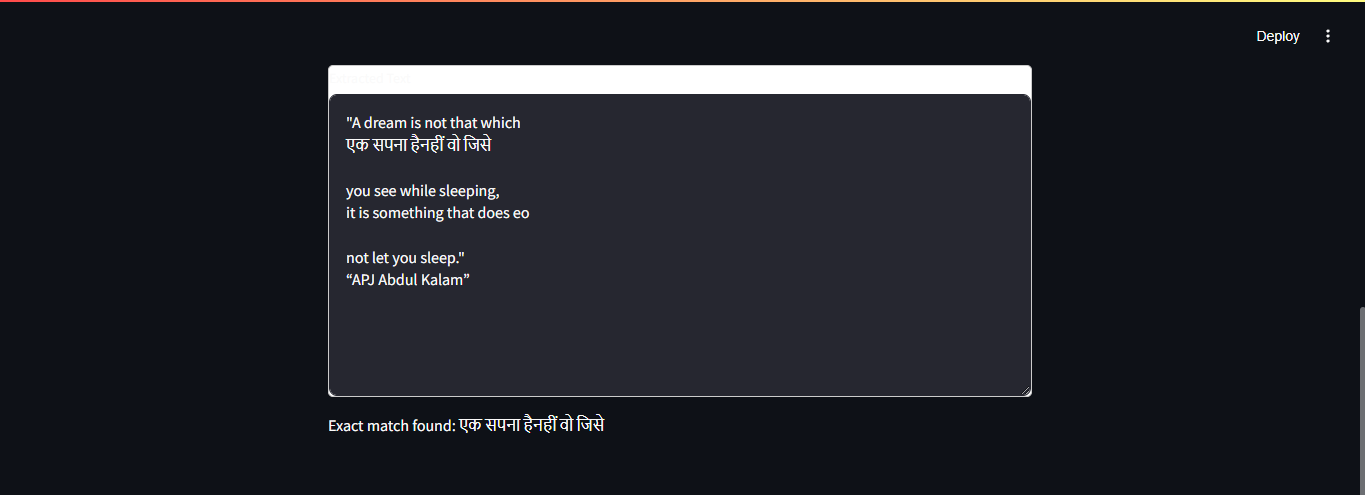 Deploy
"A dream is not that which
एक सपना हैनहीं वो जिसे
you see while sleeping,
it is something that does eo
not let you sleep."
“APJ Abdul Kalam”
Exact match found: एक सपना हैनहीं वो जिसे